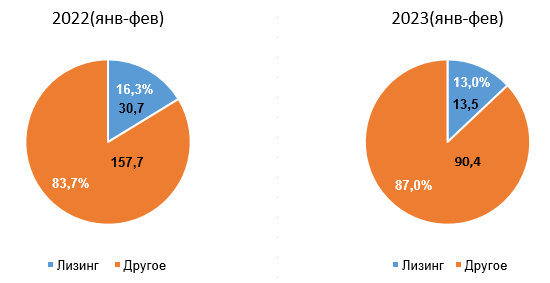 2022(янв-фев)
16,3%
30,7
157,7
83,7%
Лизинг
Другое
2023(янв-фев)
13,0%
13,5
90,4
87,0%
Лизинг
Другое